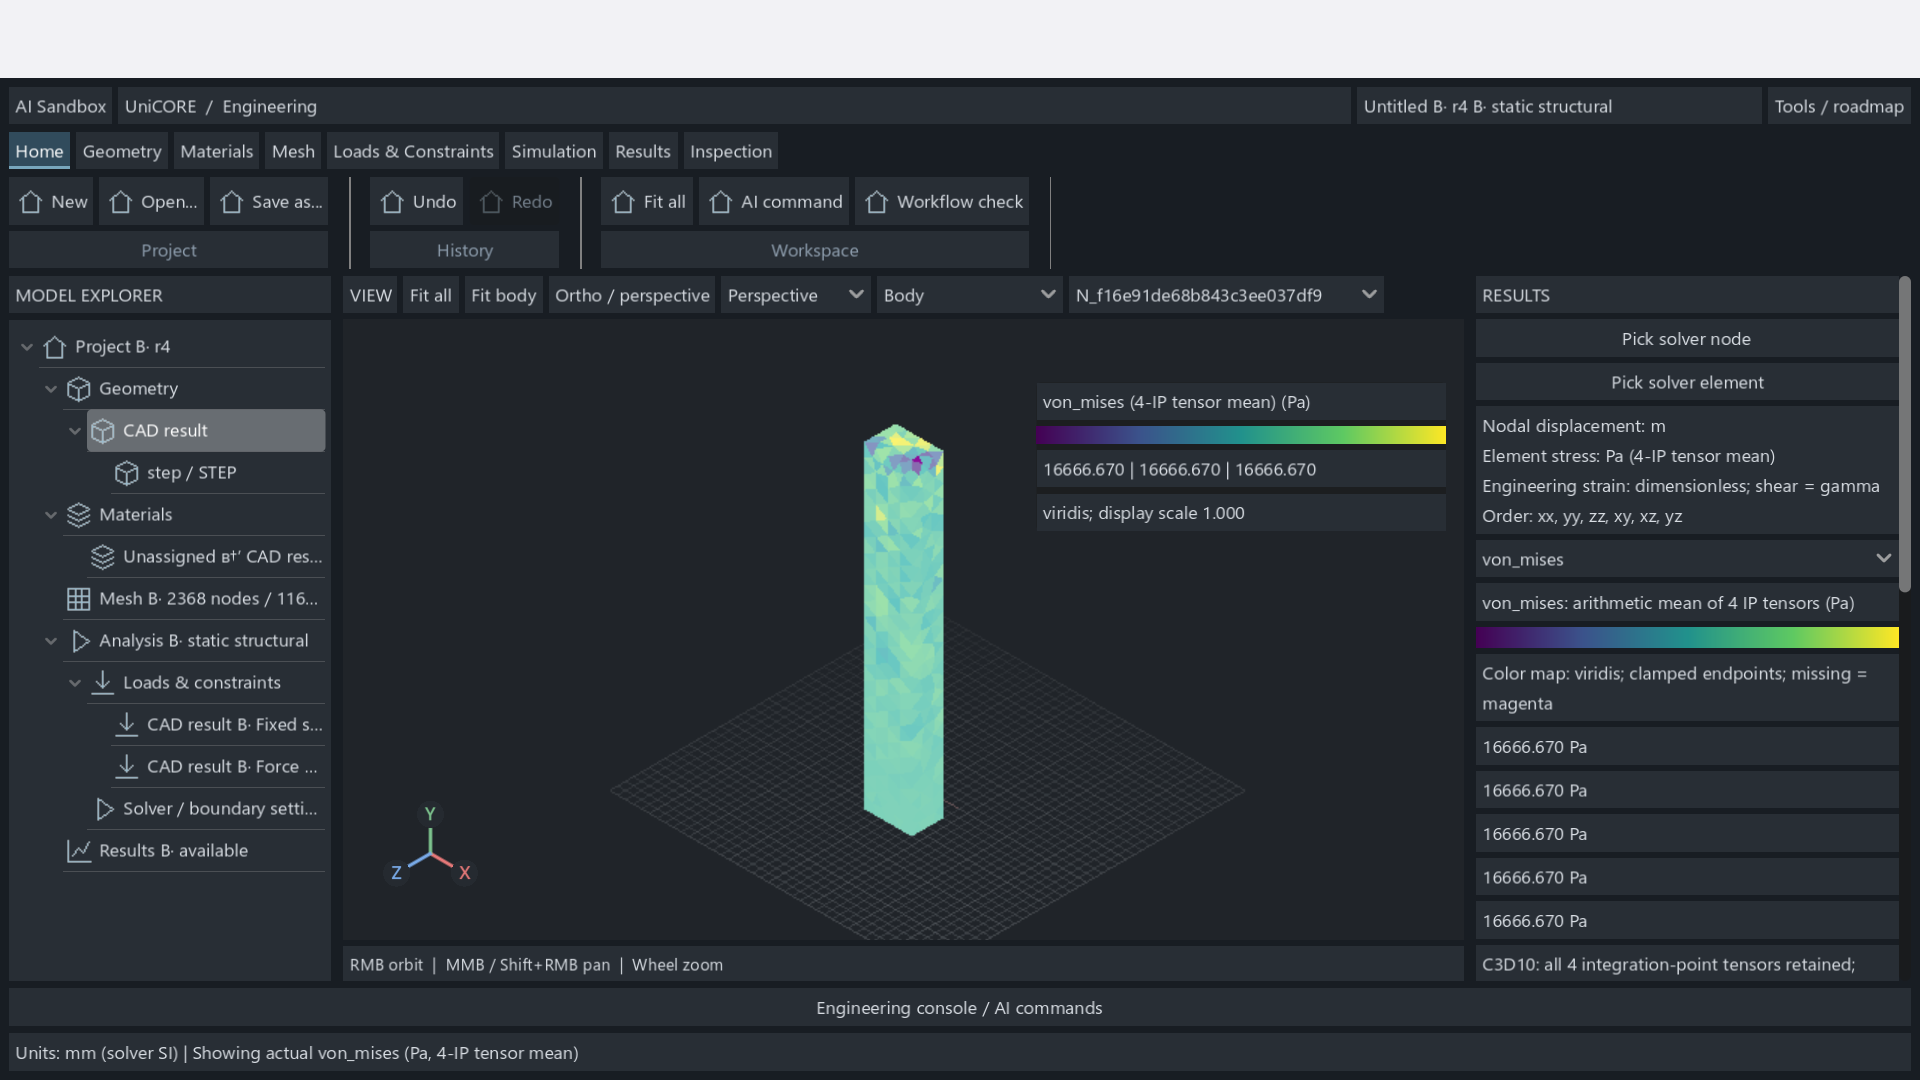 AI Sandbox
UniCORE / Engineering
Untitled В· r4 В· static structural
Tools / roadmap
Home
Geometry
Materials
Mesh
Loads & Constraints
Simulation
Results
Inspection
New
Open...
Save as...
Undo
Redo
Fit all
AI command
Workflow check
Project
History
Workspace
MODEL EXPLORER
VIEW
Fit all
Fit body
Ortho / perspective
Perspective
Body
N_f16e91de68b843c3ee037df9
RESULTS
Project В· r4
Geometry
CAD result
step / STEP
Materials
Unassigned в†’ CAD res...
Mesh В· 2368 nodes / 116...
Analysis В· static structural
Loads & constraints
CAD result В· Fixed s...
CAD result В· Force ...
Solver / boundary setti...
Results В· available
von_mises (4-IP tensor mean) (Pa)
16666.670 | 16666.670 | 16666.670
viridis; display scale 1.000
Y
Z
X
RMB orbit | MMB / Shift+RMB pan | Wheel zoom
Pick solver node
Pick solver element
Nodal displacement: m
Element stress: Pa (4-IP tensor mean)
Engineering strain: dimensionless; shear = gamma
Order: xx, yy, zz, xy, xz, yz
von_mises
von_mises: arithmetic mean of 4 IP tensors (Pa)
Color map: viridis; clamped endpoints; missing =
magenta
16666.670 Pa
16666.670 Pa
16666.670 Pa
16666.670 Pa
16666.670 Pa
C3D10: all 4 integration-point tensors retained;
Engineering console / AI commands
Units: mm (solver SI) | Showing actual von_mises (Pa, 4-IP tensor mean)